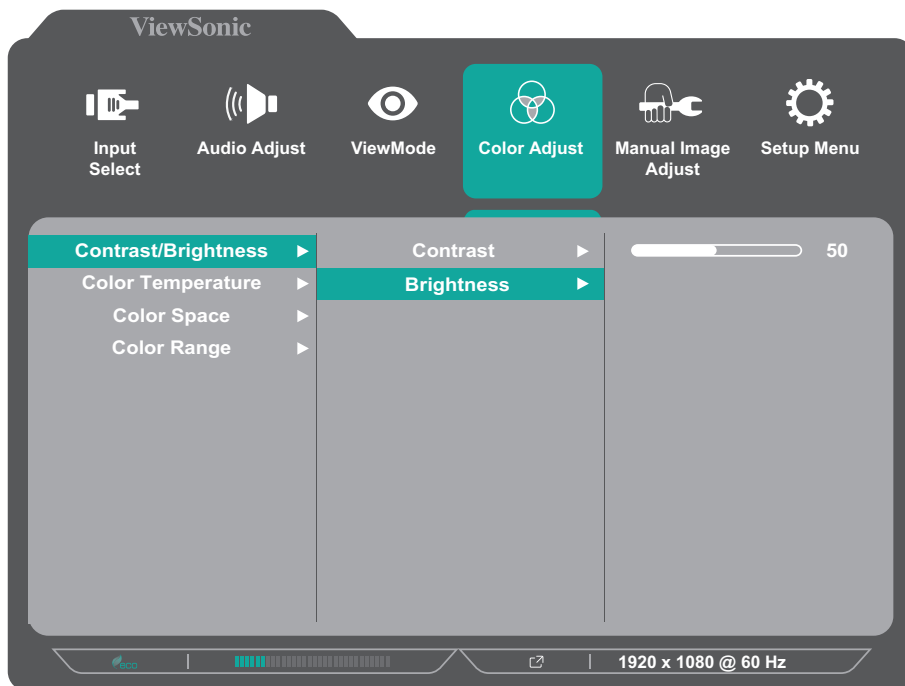 ViewSonic
Input
Select
Audio Adjust
ViewMode
Color Adjust
Manual Image
Adjust
Setup Menu
Contrast/Brightness
Contrast
50
Color Temperature
Brightness
Color Space
Color Range
eco
1920 x 1080 @ 60 Hz